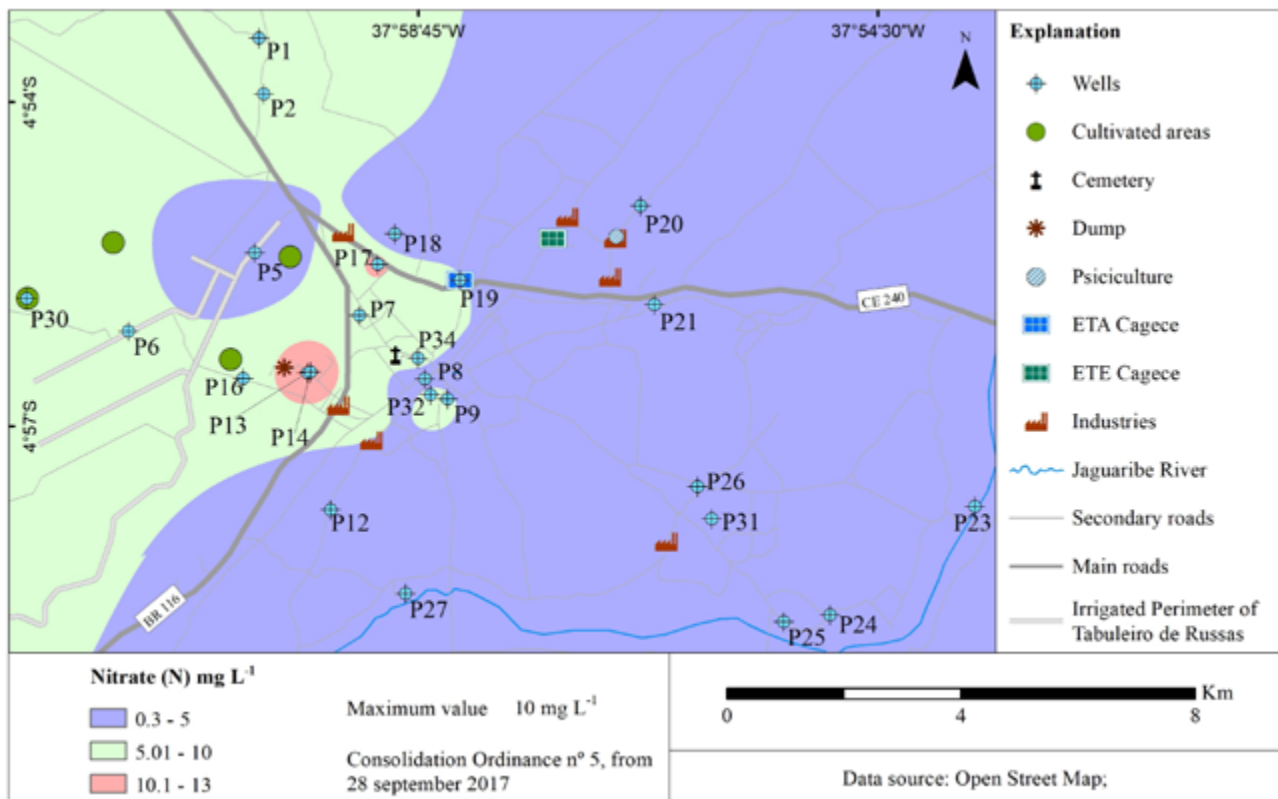 37°58'45"W
37°54'30"W
4°54'S
4°57'S
N
P1
P2
P18
P20
P5
P17
P19
CE 240
P30
P6
P7
P21
P34
P16
P8
P13
P14
P32
P9
P26
P12
P31
P23
P27
BR 116
P25
P24
Explanation
Wells
Cultivated areas
Cemetery
Dump
Psiciculture
ETA Cagece
ETE Cagece
Industries
Jaguaribe River
Secondary roads
Main roads
Irrigated Perimeter of
Tabuleiro de Russas
Nitrate (N) mg L-1
0.3 - 5
5.01 - 10
10.1 - 13
Maximum value 10 mg L-1
Consolidation Ordinance nº 5, from
28 september 2017
Km
0 4 8
Data source: Open Street Map;